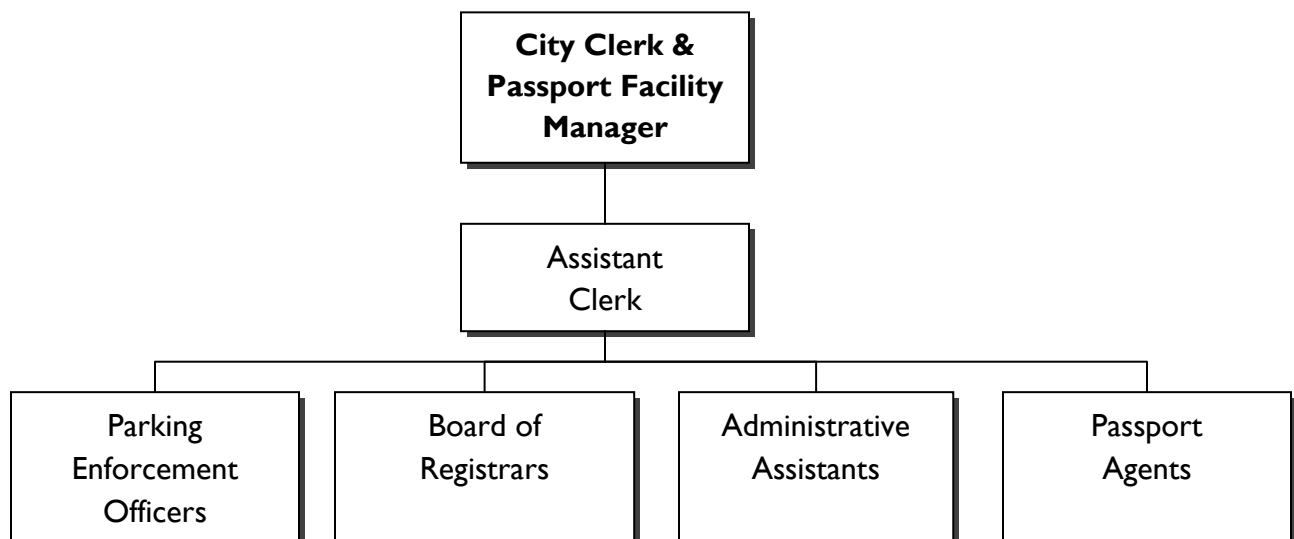 City Clerk &
Passport Facility
Manager
Assistant
Clerk
Parking
Enforcement
Officers
Board of
Registrars
Administrative
Assistants
Passport
Agents